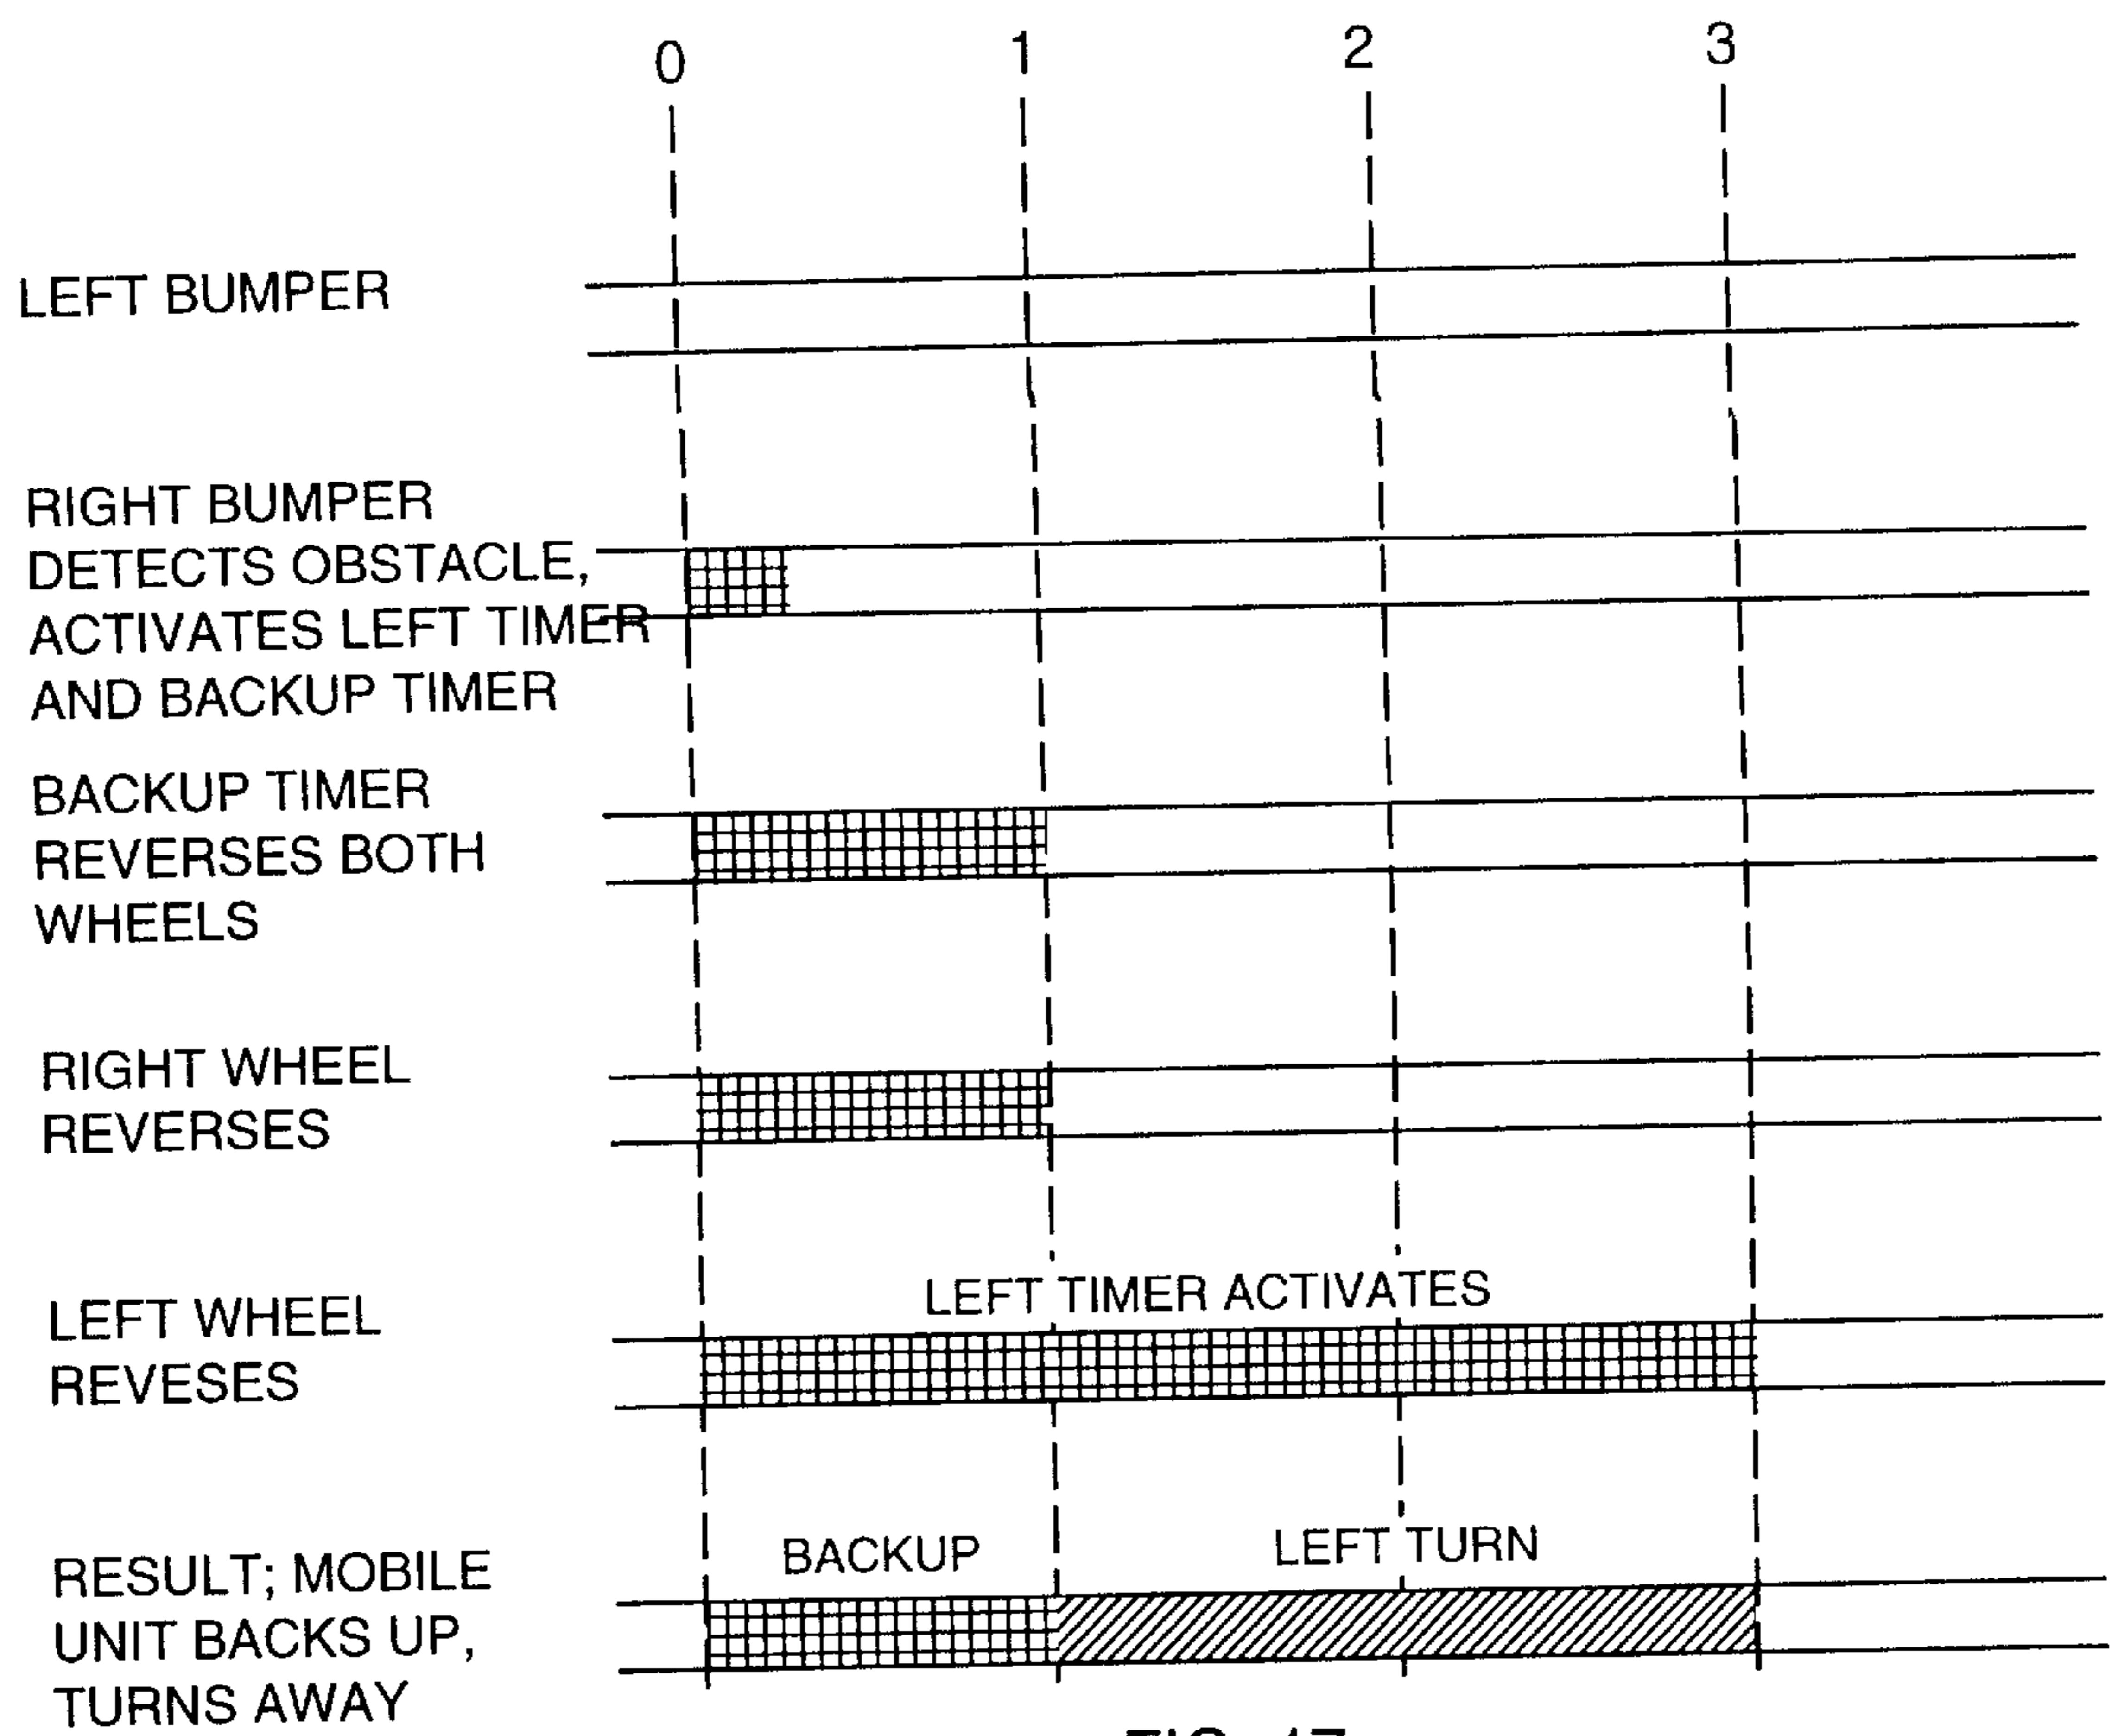 0 1 2 3
LEFT BUMPER
RIGHT BUMPER
DETECTS OBSTACLE,
ACTIVATES LEFT TIMER
AND BACKUP TIMER
BACKUP TIMER
REVERSES BOTH
WHEELS
RIGHT WHEEL
REVERSES
LEFT TIMER ACTIVATES
LEFT WHEEL
REVESES
BACKUP LEFT TURN
RESULT; MOBILE
UNIT BACKS UP,
TURNS AWAY
FIG. 17